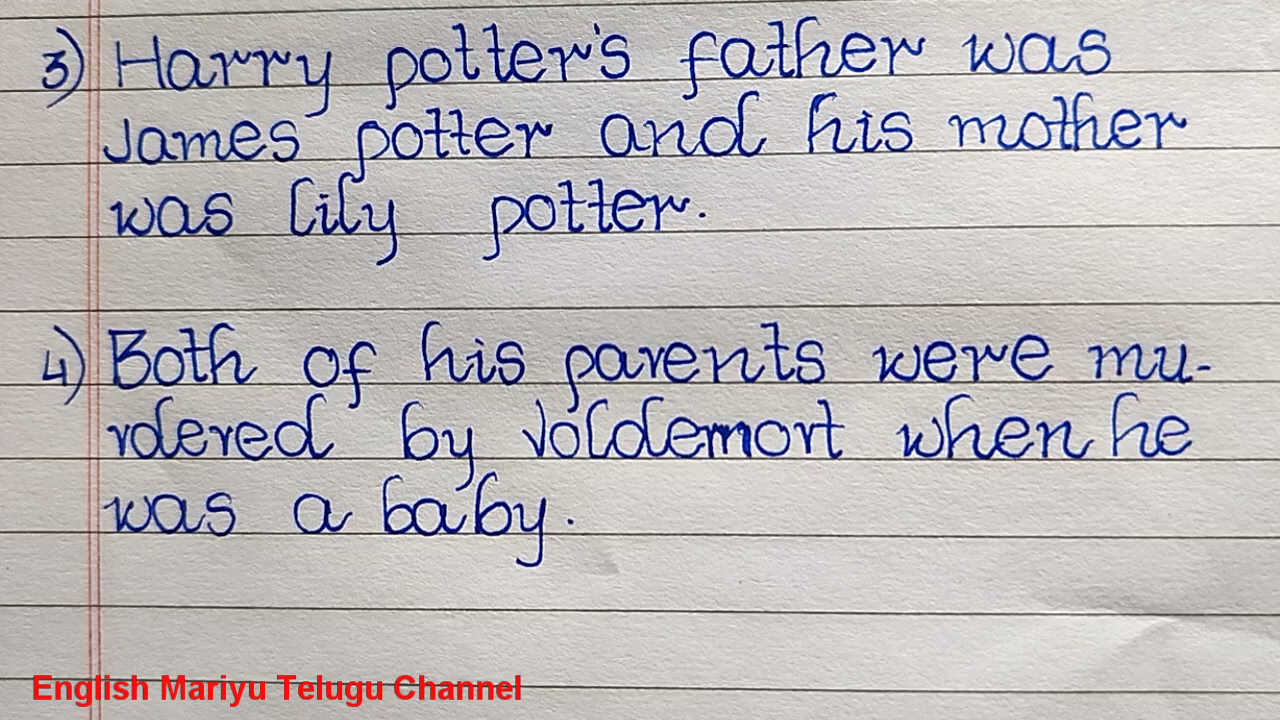 3) Harry potter's father was
James potter and his mother
was lily potter.
4) Both of his parents were mu-
rdered by Voldemort when he
was a baby.
English Mariyu Telugu Channel